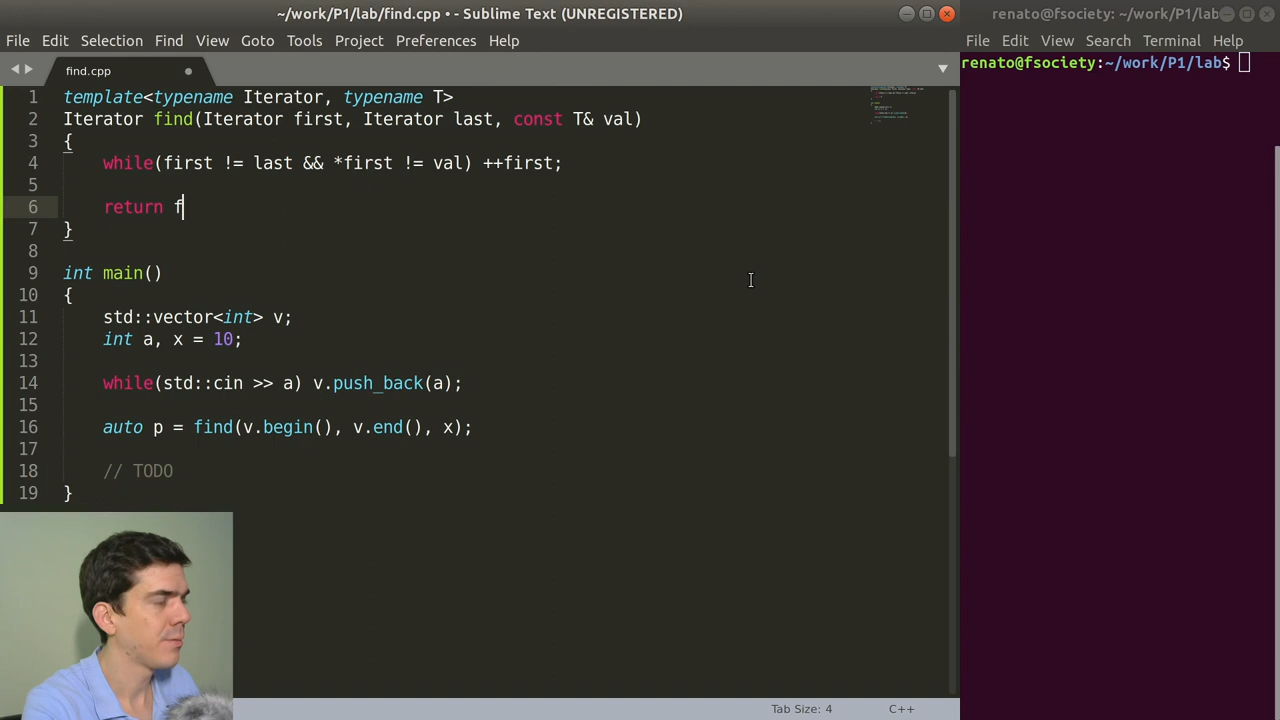 ~/work/P1/lab/find.cpp • - Sublime Text (UNREGISTERED)
File Edit Selection Find View Goto Tools Project Preferences Help
find.cpp
1 template<typename Iterator, typename T>
2 Iterator find(Iterator first, Iterator last, const T& val)
3 {
4 while(first != last && *first != val) ++first;
5
6 return f
7 }
8
9 int main()
10 {
11 std::vector<int> v;
12 int a, x = 10;
13
14 while(std::cin >> a) v.push_back(a);
15
16 auto p = find(v.begin(), v.end(), x);
17
18 // TODO
19 }
Tab Size: 4 C++
renato@fsociety: ~/work/P1/lab
File Edit View Search Terminal Help
renato@fsociety:~/work/P1/lab$